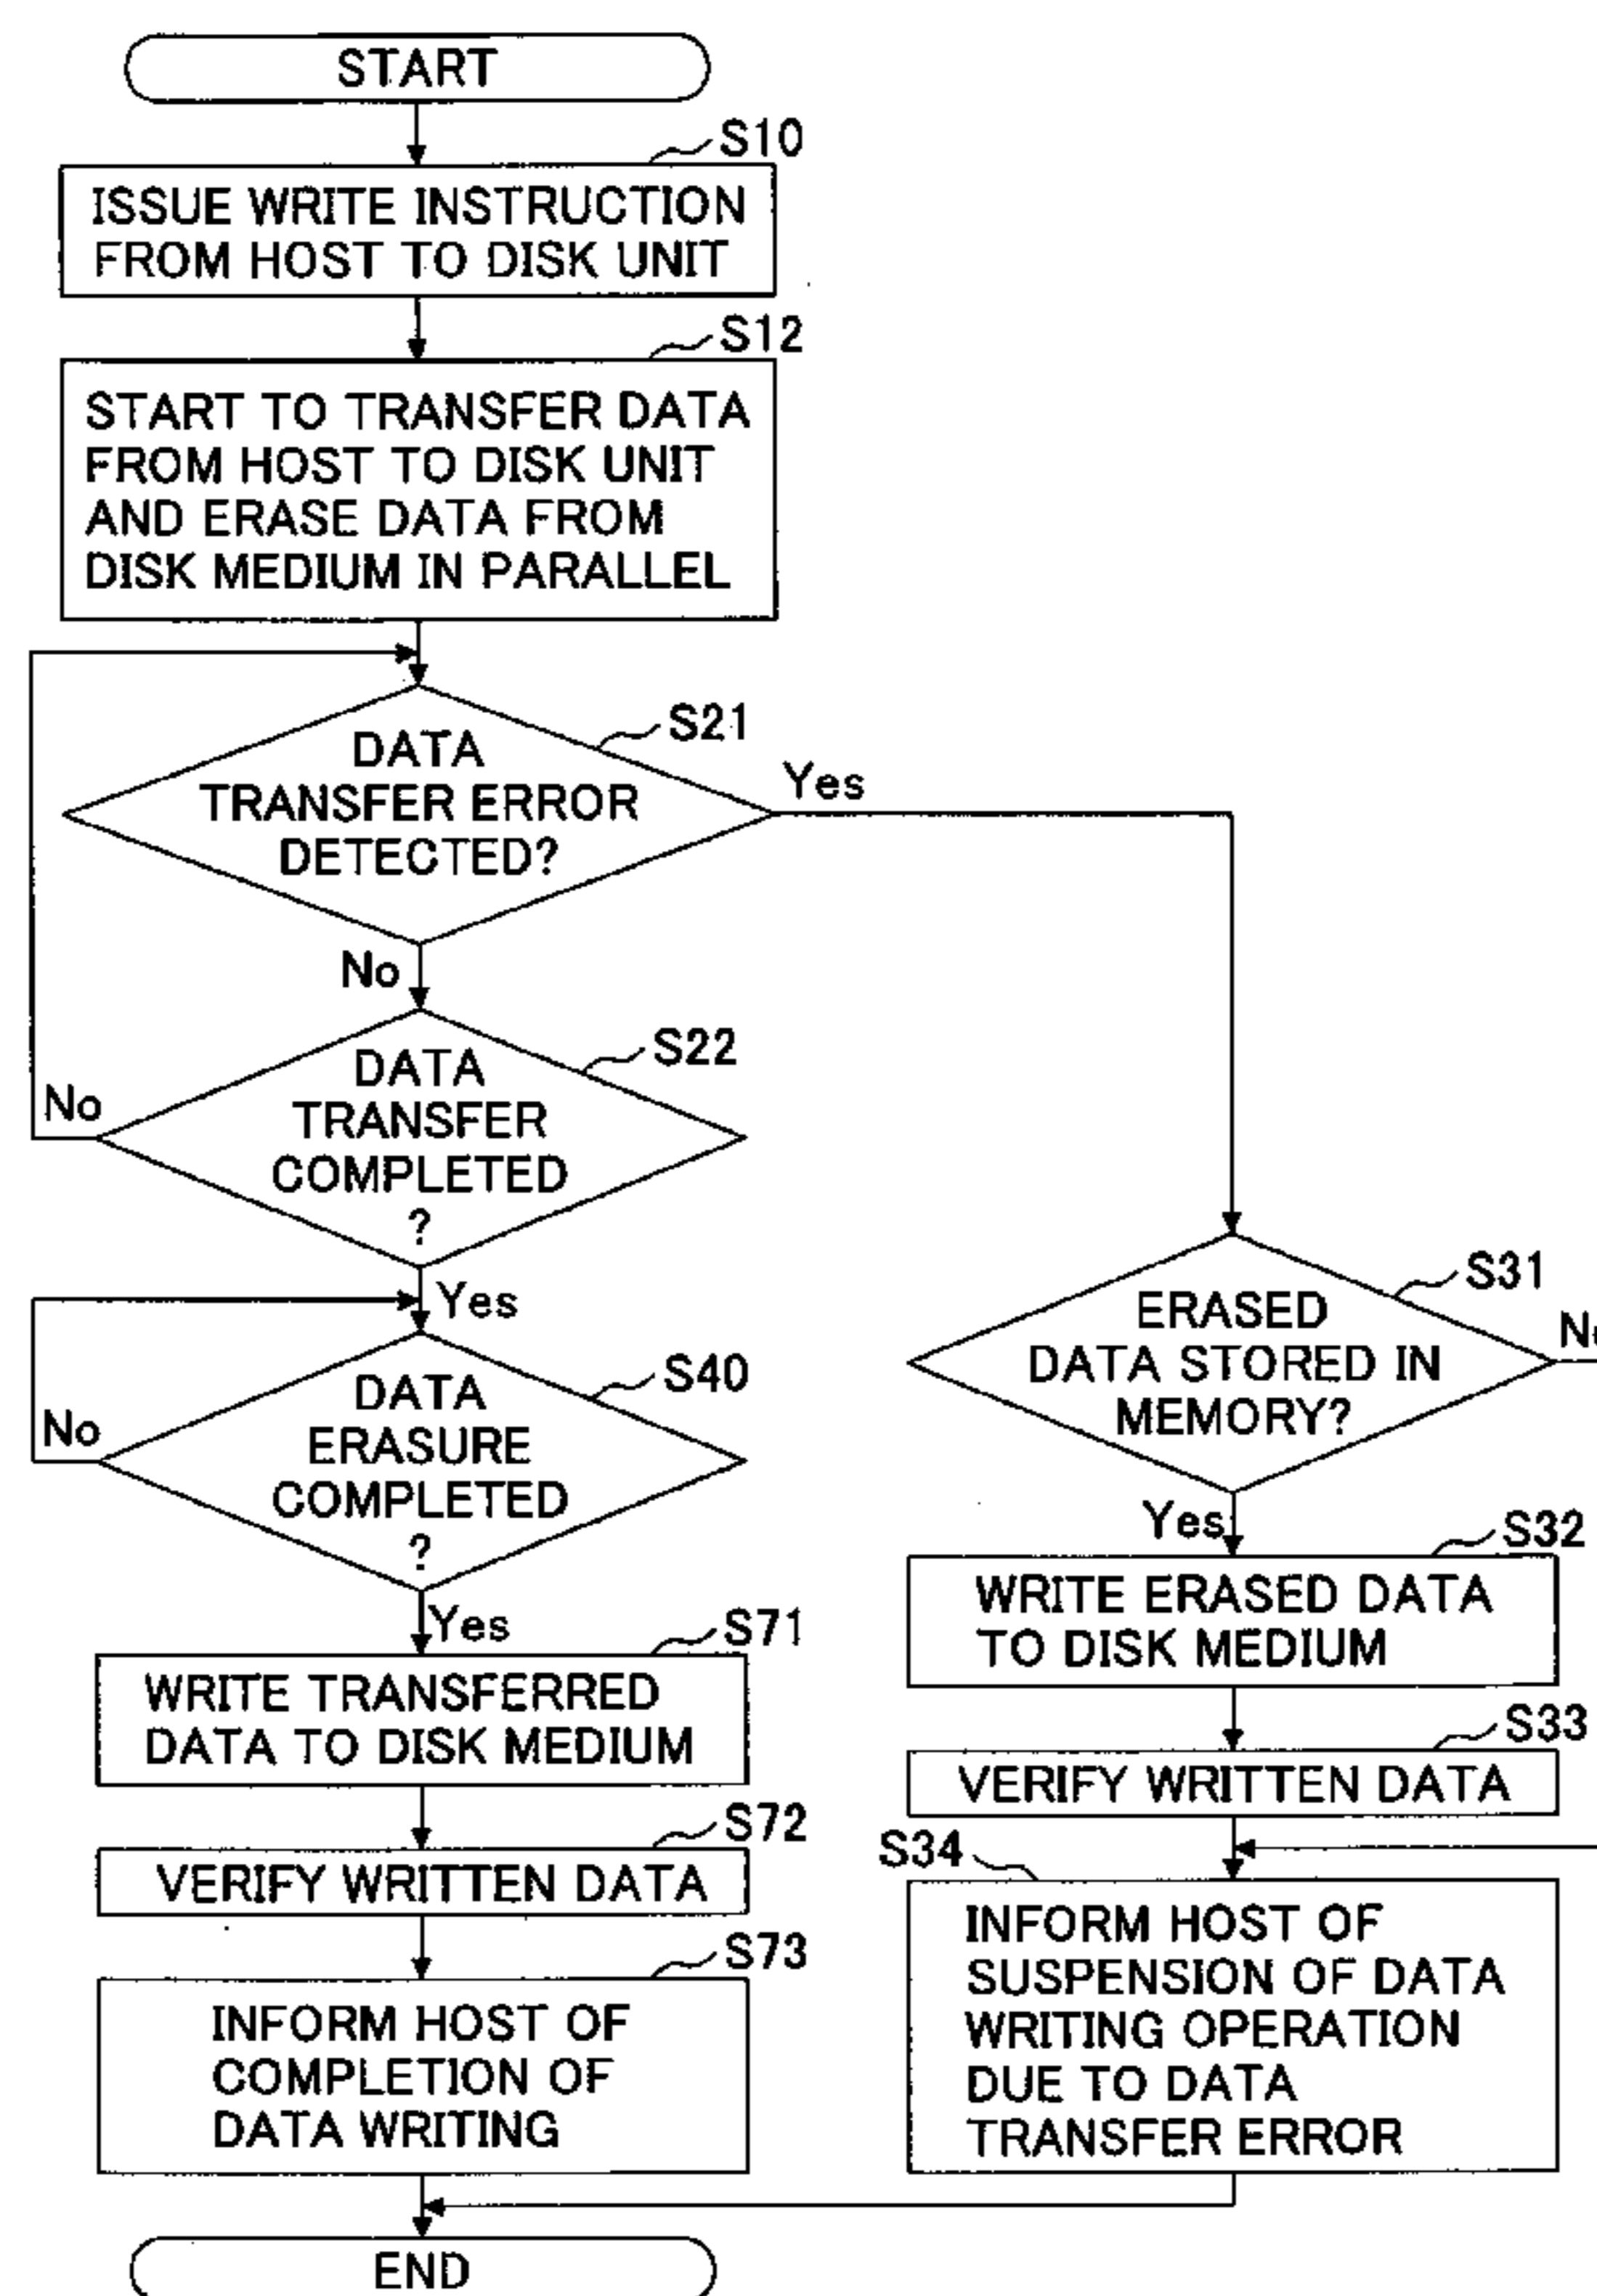 START
S10
ISSUE WRITE INSTRUCTION
FROM HOST TO DISK UNIT
S12
START TO TRANSFER DATA
FROM HOST TO DISK UNIT
AND ERASE DATA FROM
DISK MEDIUM IN PARALLEL
S21
DATA
TRANSFER ERROR
DETECTED?
Yes
No
S22
DATA
TRANSFER
COMPLETED
?
No
Yes
S40
DATA
ERASURE
COMPLETED
?
No
Yes
S71
WRITE TRANSFERRED
DATA TO DISK MEDIUM
S72
VERIFY WRITTEN DATA
S73
INFORM HOST OF
COMPLETION OF
DATA WRITING
S31
ERASED
DATA STORED IN
MEMORY?
Yes
S32
WRITE ERASED DATA
TO DISK MEDIUM
S33
VERIFY WRITTEN DATA
S34
INFORM HOST OF
SUSPENSION OF DATA
WRITING OPERATION
DUE TO DATA
TRANSFER ERROR
END